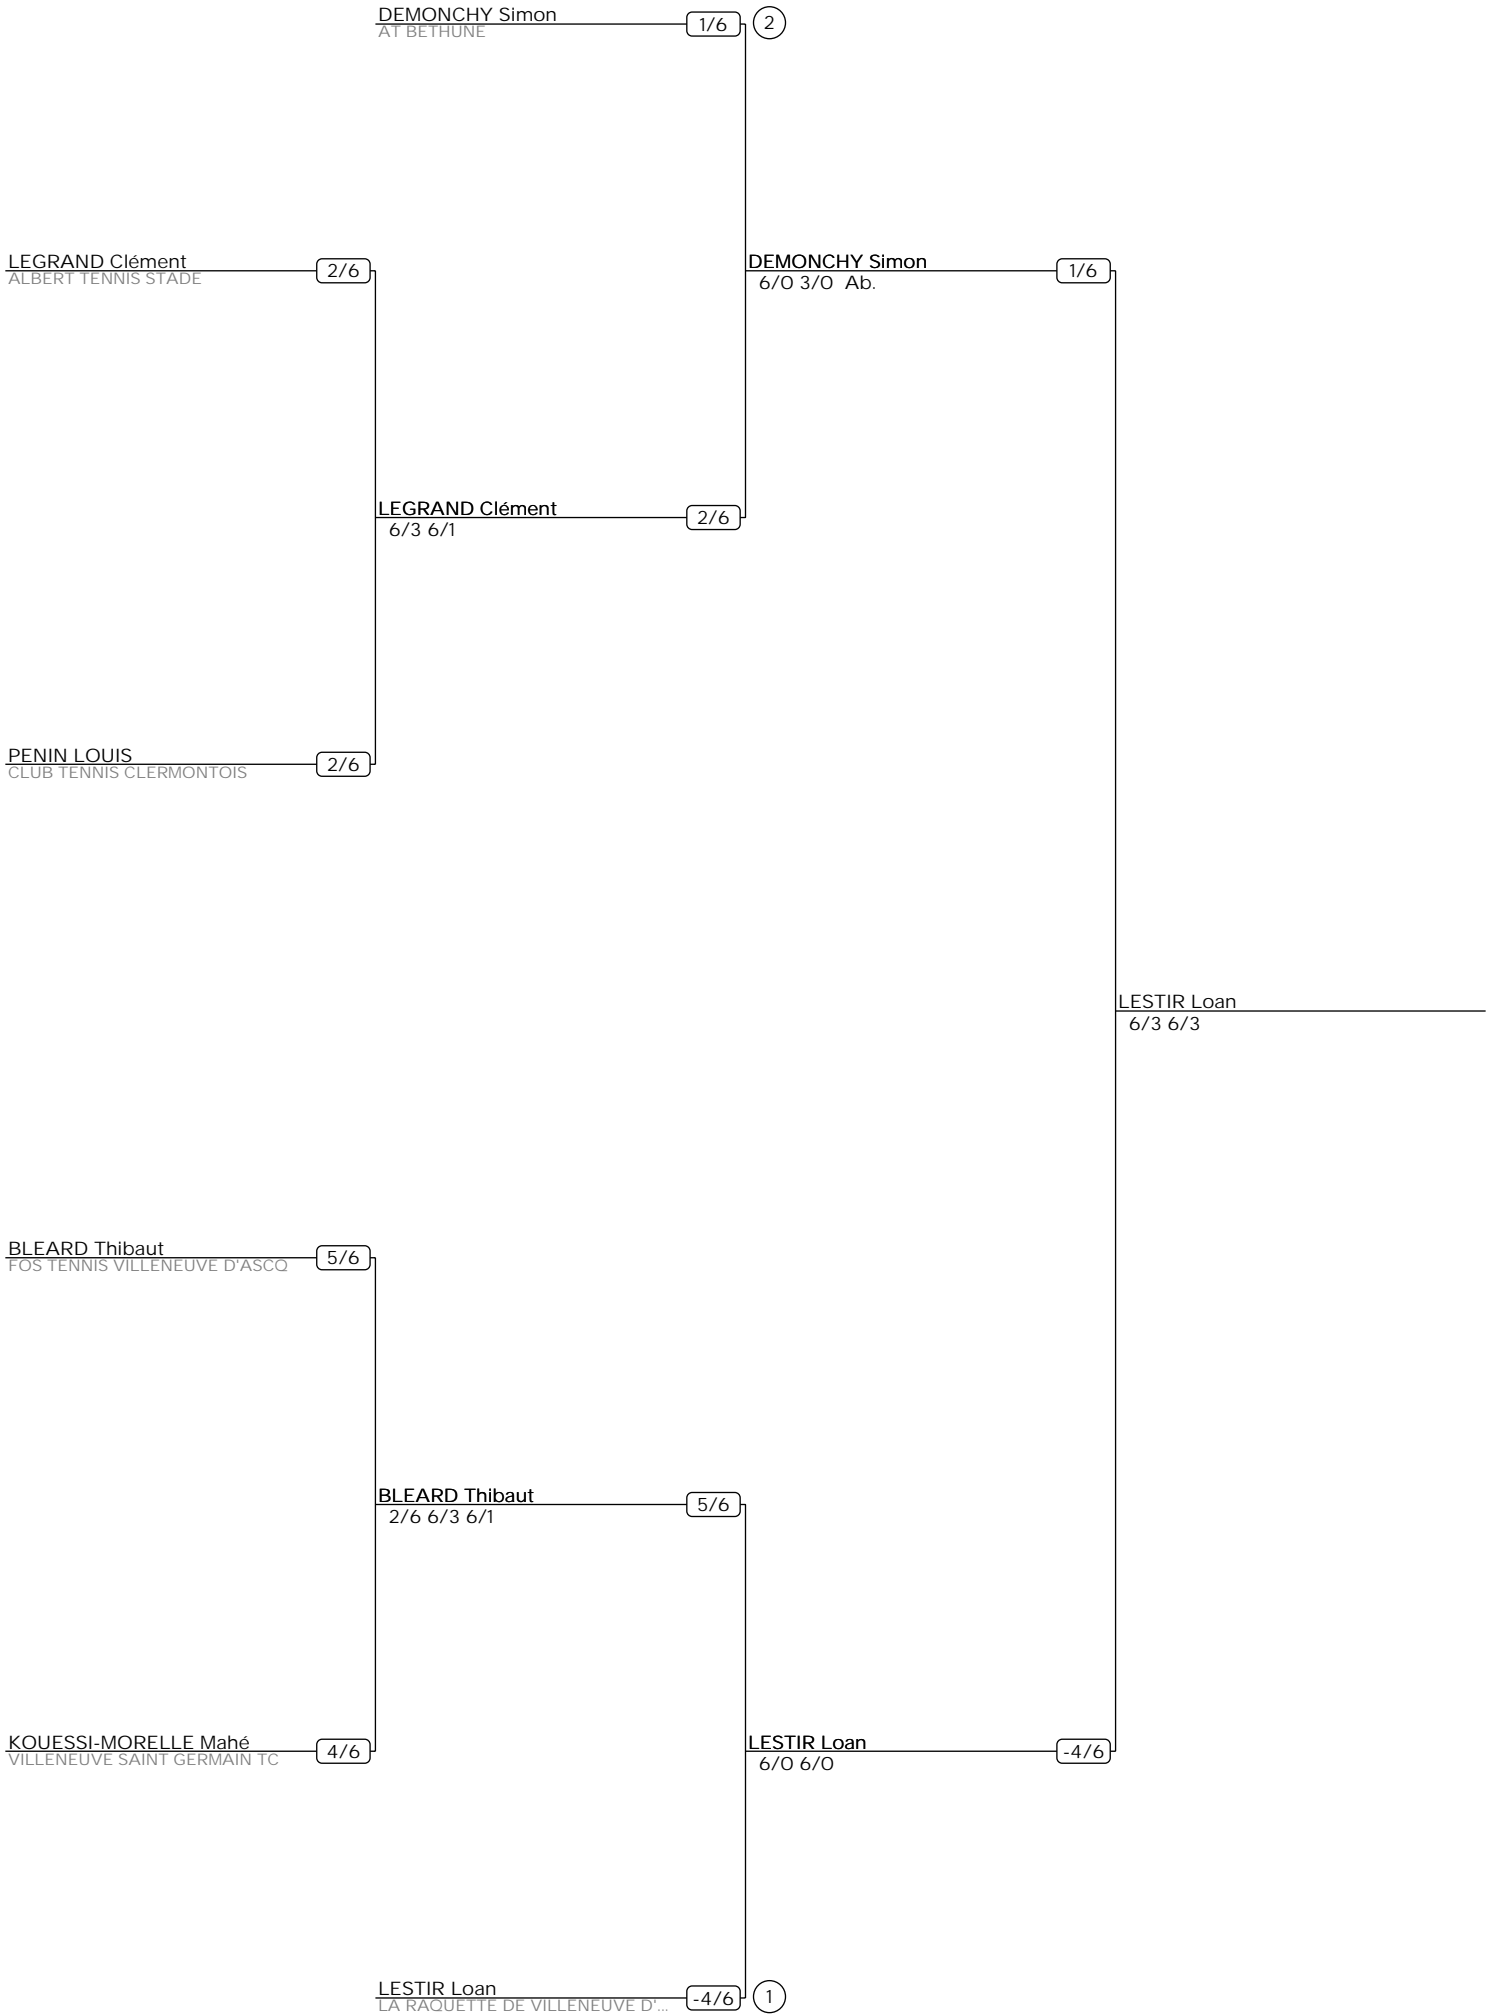 DEMONCHY Simon
AT BETHUNE
1/6
2
LEGRAND Clément
ALBERT TENNIS STADE
2/6
DEMONCHY Simon
6/0 3/0 Ab.
1/6
LEGRAND Clément
6/3 6/1
2/6
PENIN LOUIS
CLUB TENNIS CLERMONTOIS
2/6
LESTIR Loan
6/3 6/3
BLEARD Thibaut
FOS TENNIS VILLENEUVE D'ASCQ
5/6
BLEARD Thibaut
2/6 6/3 6/1
5/6
KOUESSI-MORELLE Mahé
VILLENEUVE SAINT GERMAIN TC
4/6
LESTIR Loan
6/0 6/0
-4/6
LESTIR Loan
LA RAQUETTE DE VILLENEUVE D'...
-4/6
1